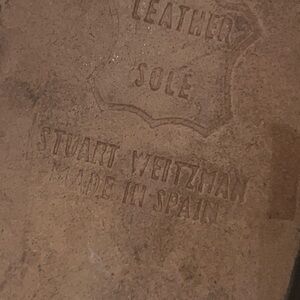 LEATHER
SOLE
STUART WEITZMAN
MADE IN SPAIN